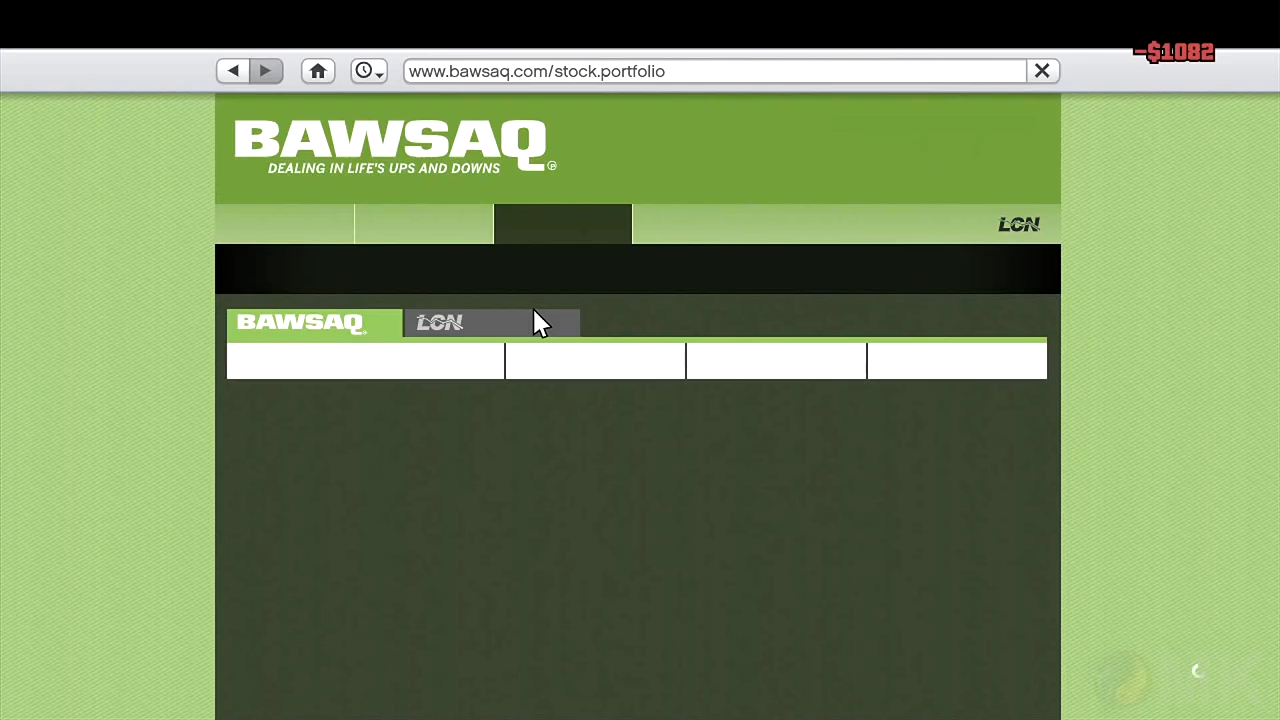 -$1082
www.bawsaq.com/stock.portfolio
BAWSAQ
DEALING IN LIFE'S UPS AND DOWNS
LCN
BAWSAQ
LCN